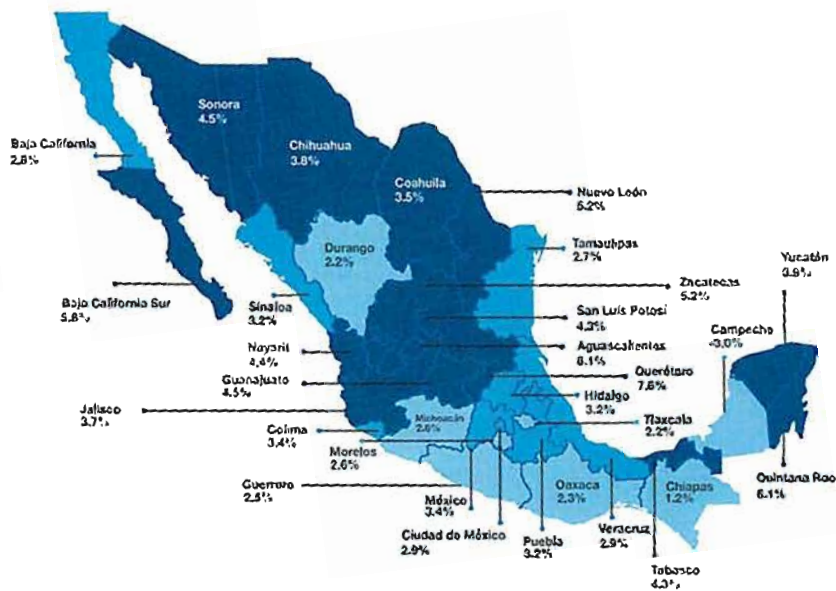 Sonora
4.5%
Baja California
2.8%
Chihuahua
3.8%
Coahuila
3.5%
Nuevo León
5.2%
Durango
2.2%
Tamaulipas
2.7%
Yucatán
3.9%
Zacatecas
5.2%
Baja California Sur
5.8%
Sinaloa
3.2%
San Luis Potosí
4.3%
Campeche
-3.0%
Nayarit
4.4%
Aguascalientes
6.1%
Guanajuato
4.5%
Querétaro
7.6%
Hidalgo
3.2%
Jalisco
3.7%
Michoacán
Tlaxcala
2.2%
Colima
3.4%
Morelos
2.6%
Quintana Roo
6.1%
Guerrero
2.5%
Oaxaca
2.3%
Chiapas
1.2%
México
3.4%
Ciudad de México
2.9%
Puebla
3.2%
Veracruz
2.9%
Tabasco
4.3%